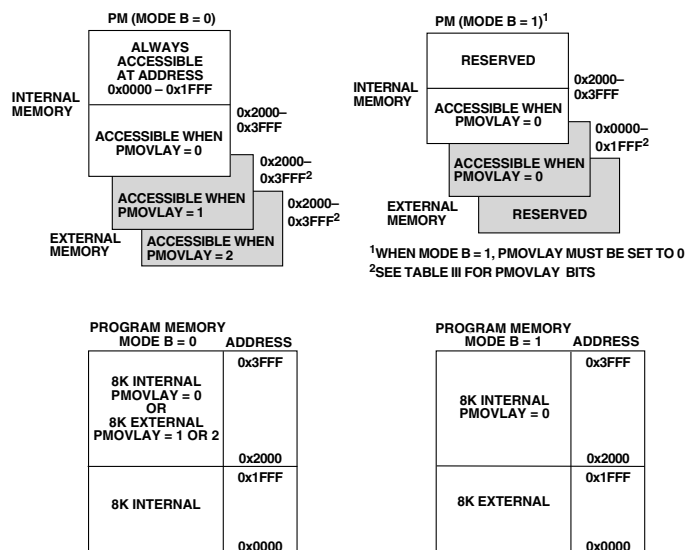 PM (MODE B = 0)
ALWAYS
ACCESSIBLE
AT ADDRESS
0x0000 – 0x1FFF
INTERNAL
MEMORY
0x2000–
0x3FFF
ACCESSIBLE WHEN
PMOVLAY = 0
0x2000–
0x3FFF2
ACCESSIBLE WHEN
PMOVLAY = 1
0x2000–
0x3FFF2
EXTERNAL
MEMORY
ACCESSIBLE WHEN
PMOVLAY = 2
PM (MODE B = 1)1
RESERVED
INTERNAL
MEMORY
0x2000–
0x3FFF
ACCESSIBLE WHEN
PMOVLAY = 0
0x0000–
0x1FFF2
ACCESSIBLE WHEN
PMOVLAY = 0
EXTERNAL
MEMORY
RESERVED
1WHEN MODE B = 1, PMOVLAY MUST BE SET TO 0
2SEE TABLE III FOR PMOVLAY BITS
PROGRAM MEMORY
MODE B = 0 ADDRESS
0x3FFF
8K INTERNAL
PMOVLAY = 0
OR
8K EXTERNAL
PMOVLAY = 1 OR 2
0x2000
0x1FFF
8K INTERNAL
0x0000
PROGRAM MEMORY
MODE B = 1 ADDRESS
0x3FFF
8K INTERNAL
PMOVLAY = 0
0x2000
0x1FFF
8K EXTERNAL
0x0000